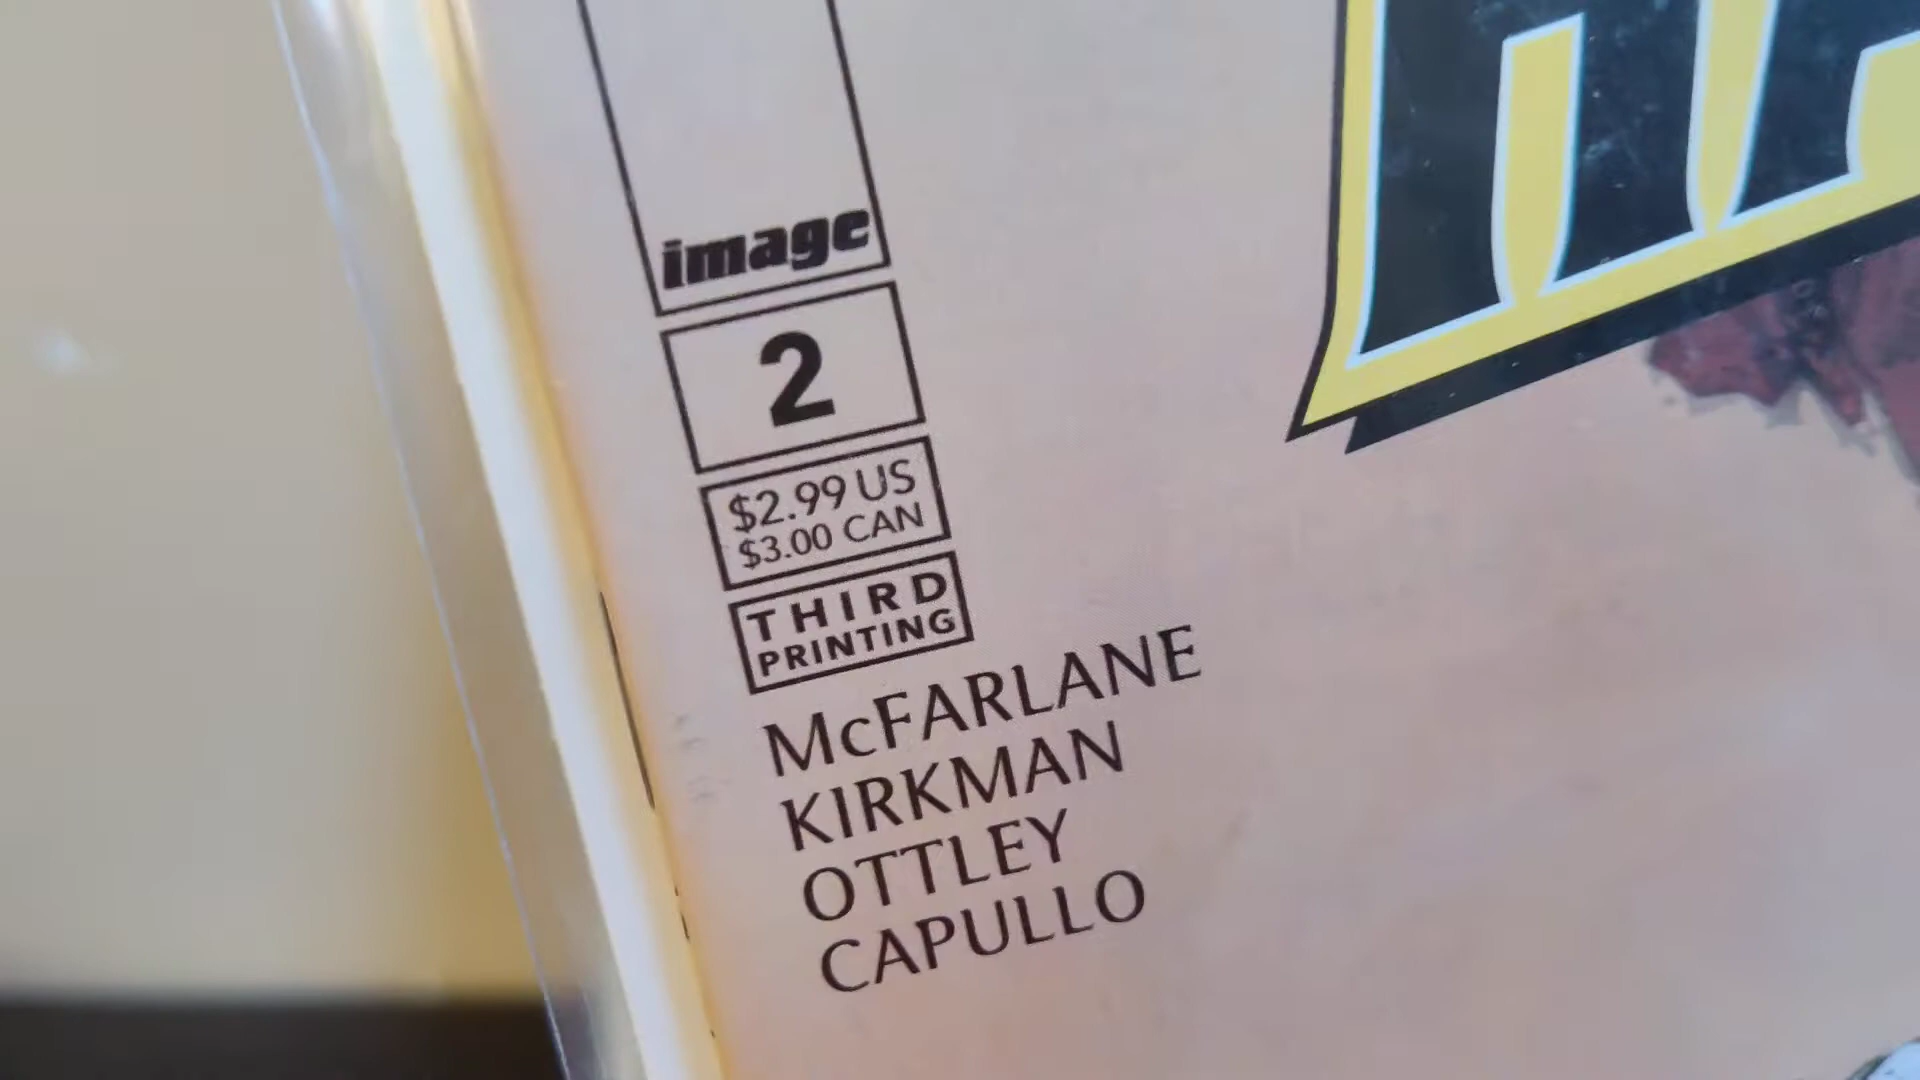 image
2
$2.99 US
$3.00 CAN
THIRD
PRINTING
McFARLANE
KIRKMAN
OTTLEY
CAPULLO